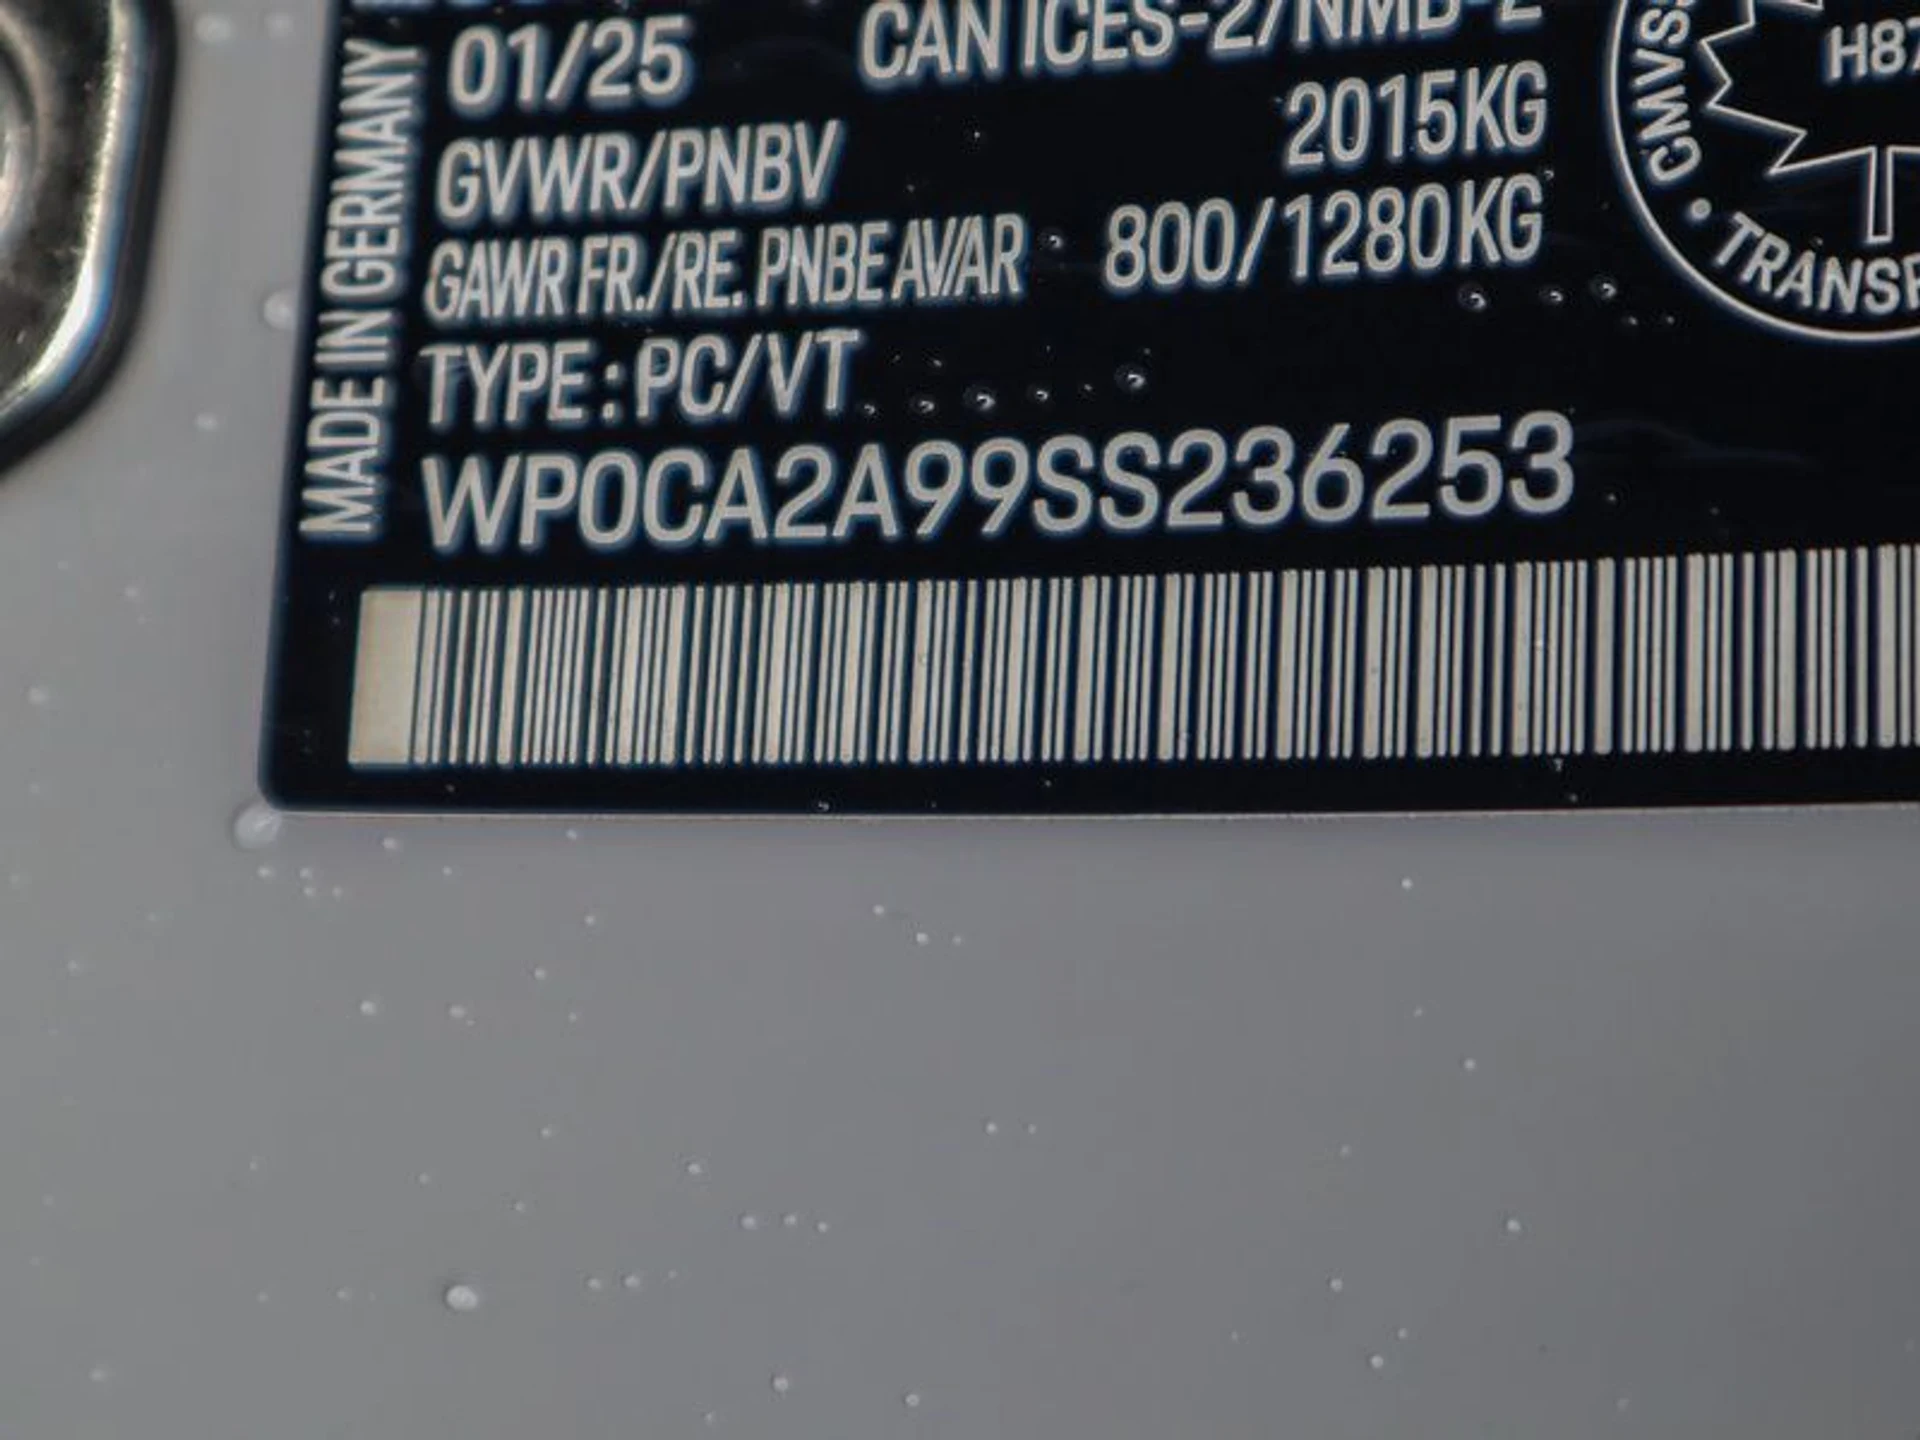 MADE IN GERMANY
01/25
CAN ICES-2/NMB-2
GVWR/PNBV 2015KG
GAWR FR./RE. PNBE AV/AR 800/1280KG
TYPE : PC/VT
WP0CA2A99SS236253
H87
CMVSS
• TRANSP